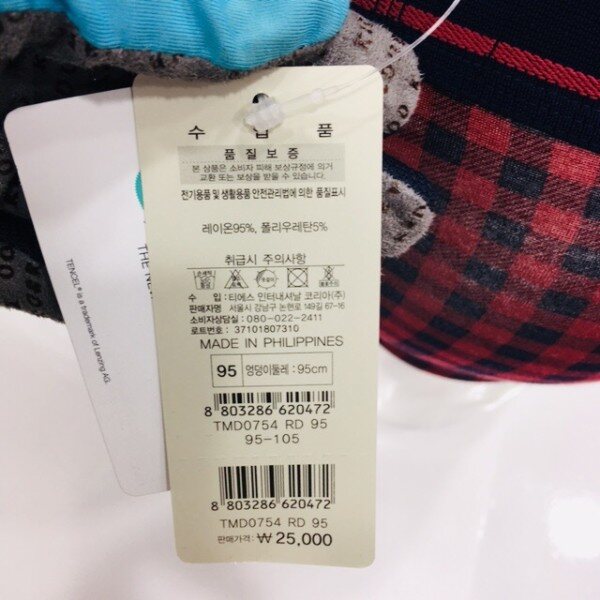 수 입 품
품질보증
본 상품은 소비자 피해 보상규정에 의거
교환 또는 보상을 받을 수 있습니다
전기용품 및 생활용품 안전관리법에 의한 품질표시
레이온95%, 폴리우레탄5%
취급시 주의사항
수 입 : 티에스 인터내셔날 코리아(주)
판매자명 : 서울시 강남구 논현로 149길 67-16
소비자상담실 : 080-022-2411
로트번호 : 37101807310
MADE IN PHILIPPINES
95 엉덩이둘레 : 95cm
8 803286 620472
TMD0754 RD 95
95-105
8 803286 620472
TMD0754 RD 95
판매가격 : ₩ 25,000
THE NE
TENCEL® is a trademark of Lenzing AG.